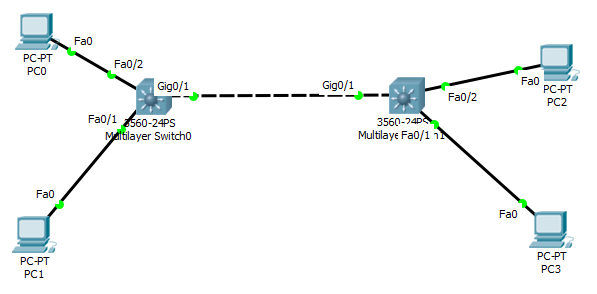 PC-PT
PC0
Fa0
Fa0/2
Gig0/1
3560-24PS
Multilayer Switch0
Fa0/1
Fa0
PC-PT
PC1
Gig0/1
3560-24PS
Fa0/1
Fa0/2
Fa0
PC-PT
PC2
Fa0
PC-PT
PC3